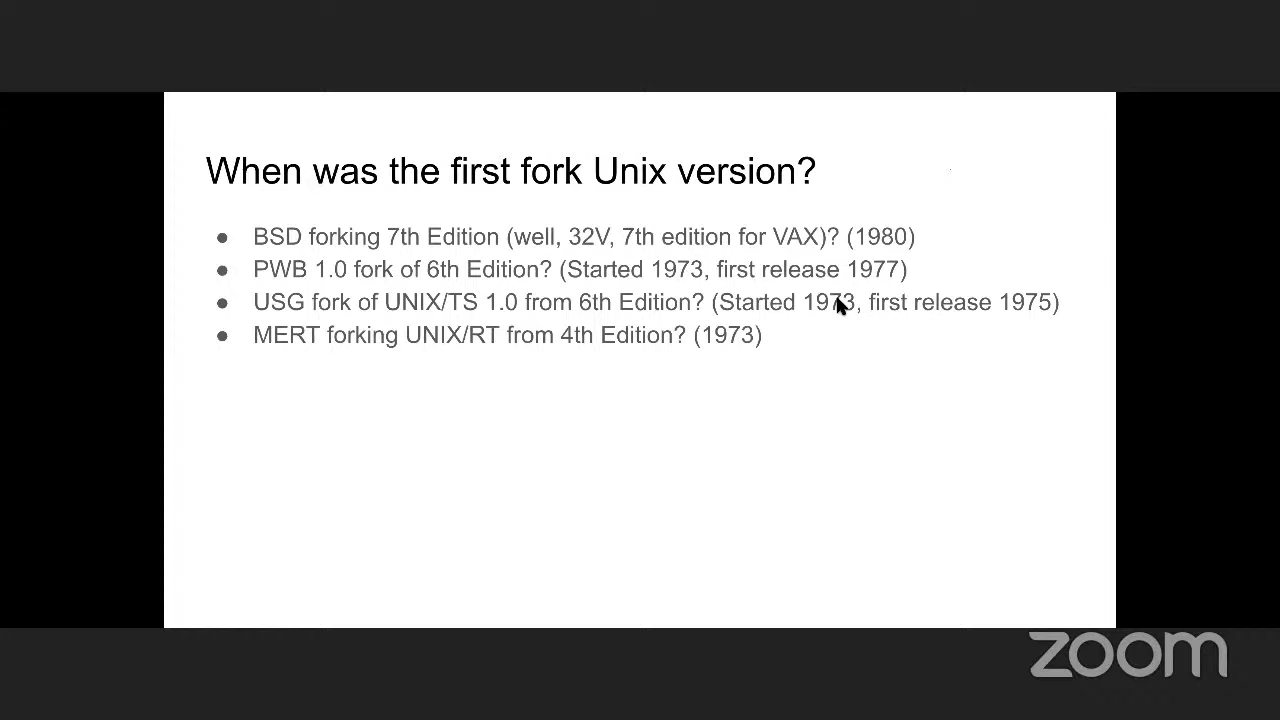 When was the first fork Unix version?
● BSD forking 7th Edition (well, 32V, 7th edition for VAX)? (1980)
● PWB 1.0 fork of 6th Edition? (Started 1973, first release 1977)
● USG fork of UNIX/TS 1.0 from 6th Edition? (Started 1973, first release 1975)
● MERT forking UNIX/RT from 4th Edition? (1973)
zoom